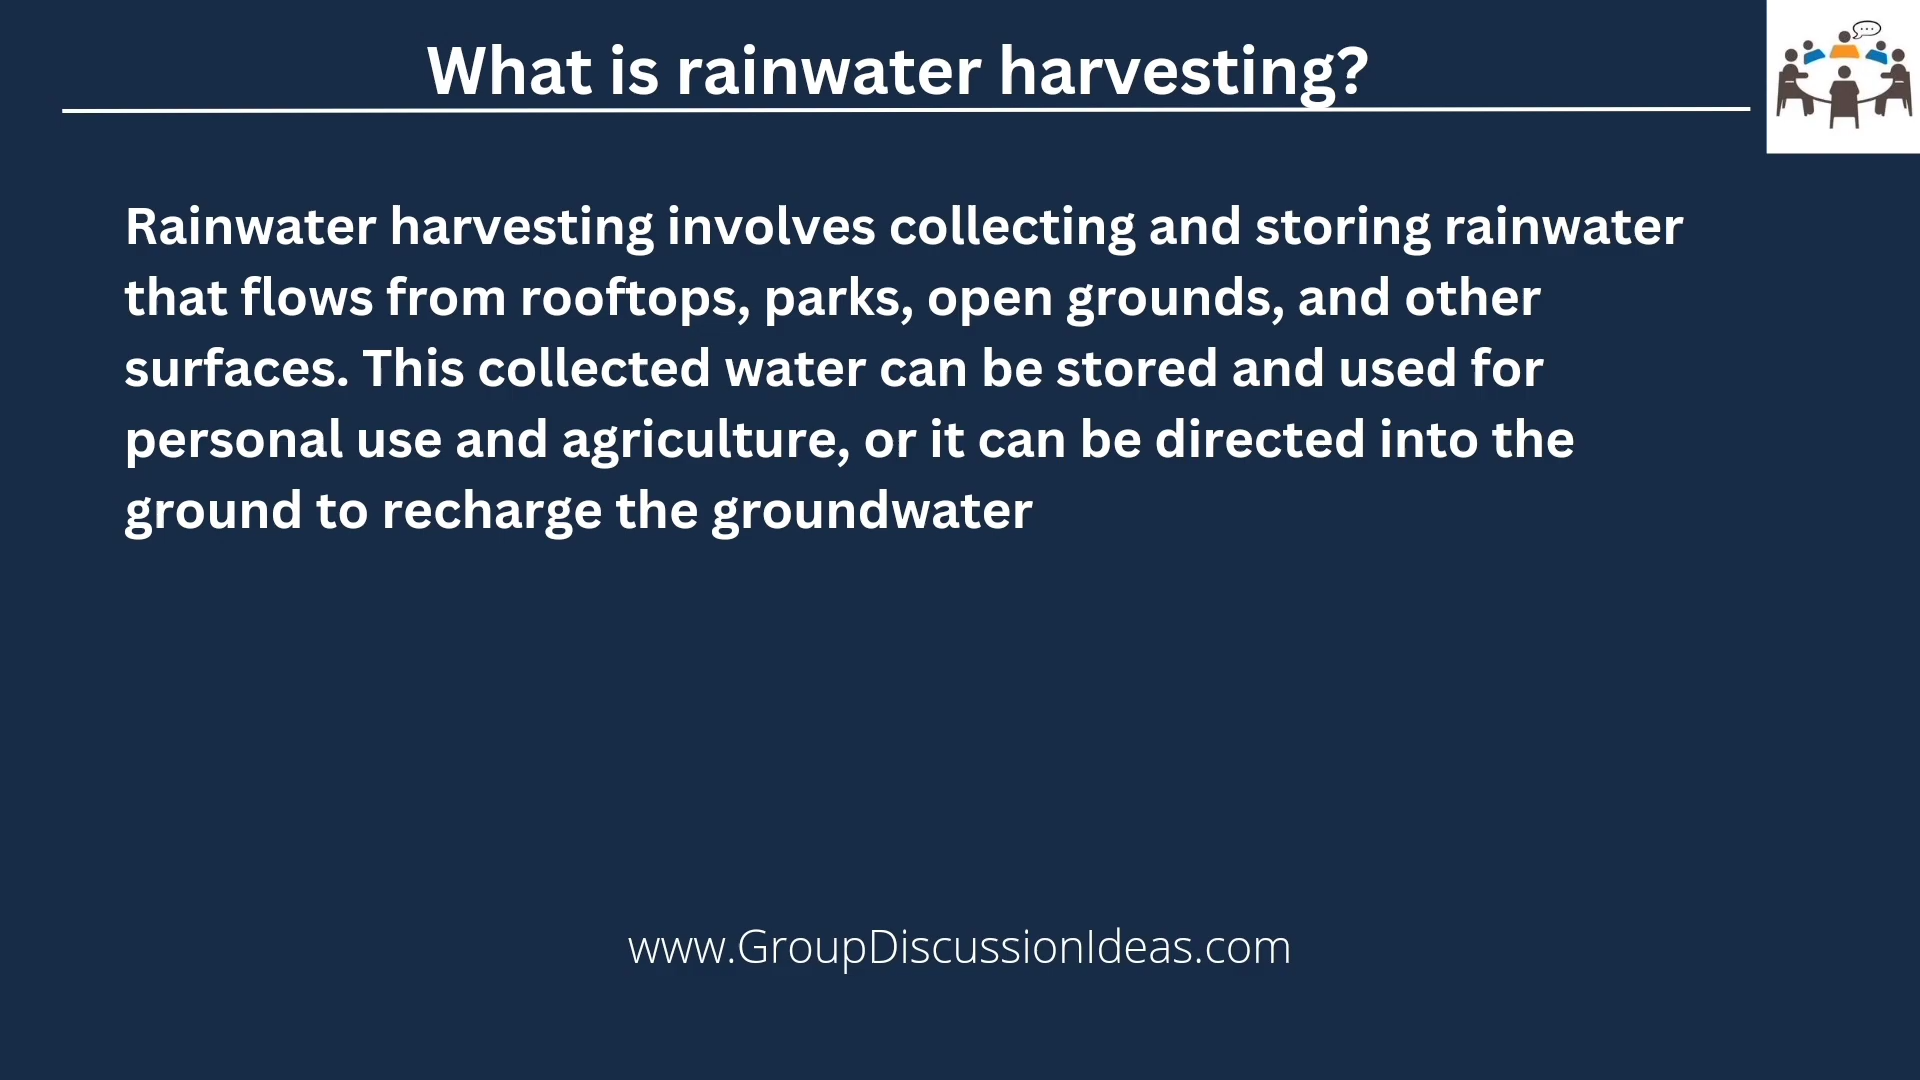 What is rainwater harvesting?
Rainwater harvesting involves collecting and storing rainwater
that flows from rooftops, parks, open grounds, and other
surfaces. This collected water can be stored and used for
personal use and agriculture, or it can be directed into the
ground to recharge the groundwater
www.GroupDiscussionIdeas.com